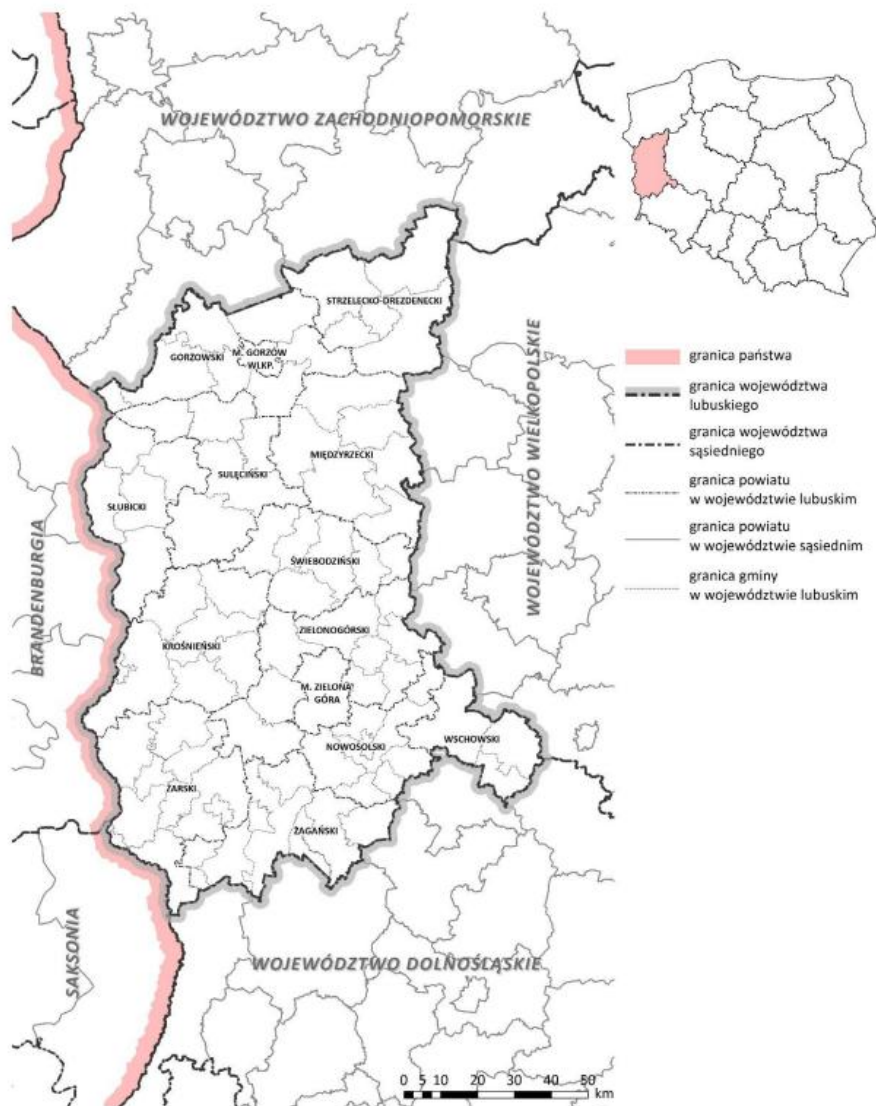 WOJEWÓDZTWO ZACHODNIOPOMORSKIE
STRZELECKO-DREZDENECKI
GORZOWSKI
M. GORZÓW
WLKP.
MIĘDZYRZECKI
SULĘCIŃSKI
SŁUBICKI
ŚWIEBODZIŃSKI
ZIELONOGÓRSKI
KROŚNIEŃSKI
M. ZIELONA
GÓRA
WSCHOWSKI
NOWOSOLSKI
ŻARSKI
ŻAGAŃSKI
BRANDENBURGIA
SAKSONIA
WOJEWÓDZTWO WIELKOPOLSKIE
WOJEWÓDZTWO DOLNOŚLĄSKIE
granica państwa
granica województwa
lubuskiego
granica województwa
sąsiedniego
granica powiatu
w województwie lubuskim
granica powiatu
w województwie sąsiednim
granica gminy
w województwie lubuskim
0 5 10 20 30 40 50
km